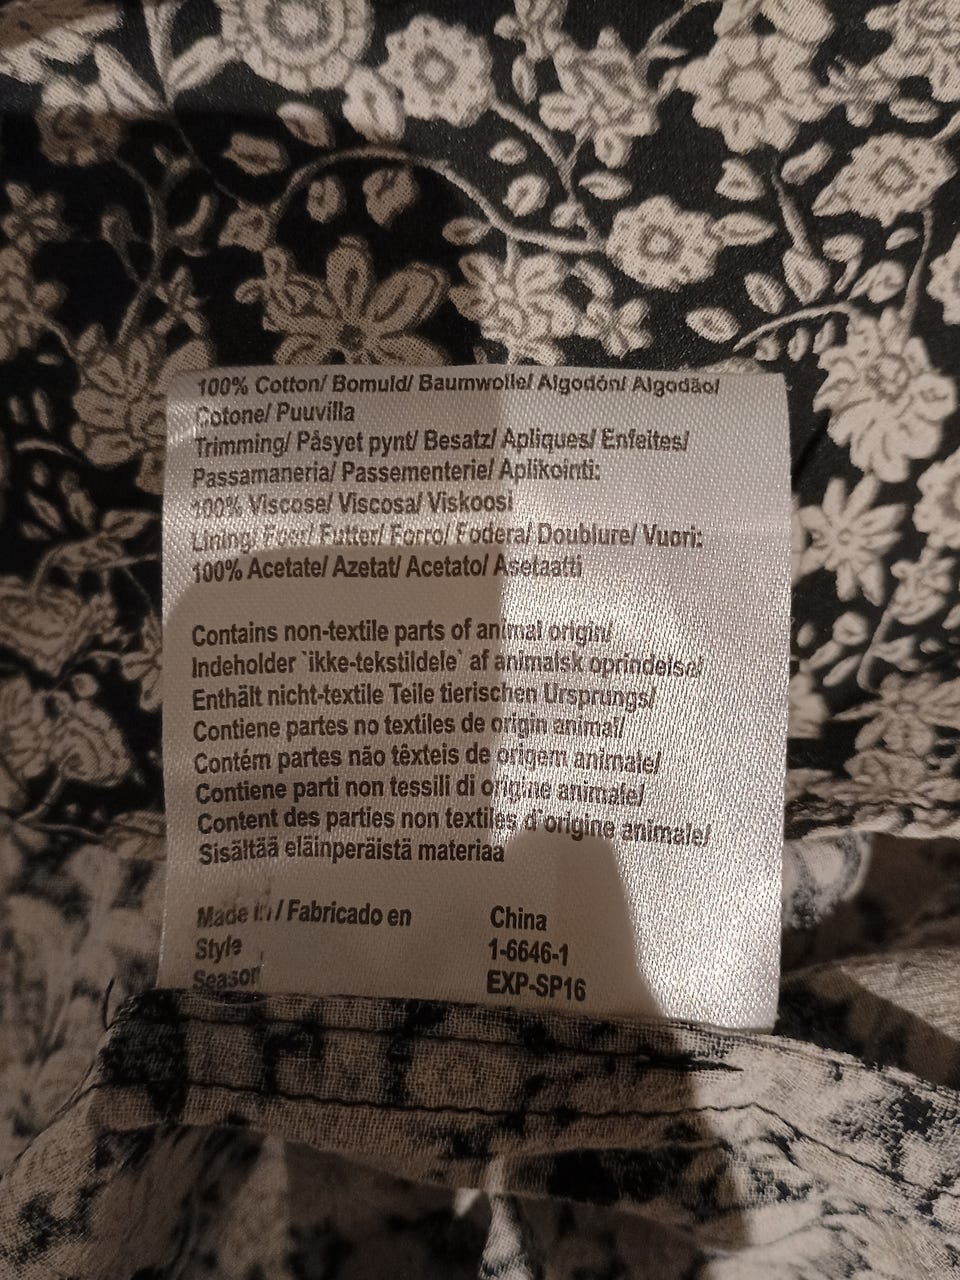 100% Cotton/ Bomuld/ Baumwolle/ Algodón/ Algodão/
Cotone/ Puuvilla
Trimming/ Påsyet pynt/ Besatz/ Apliques/ Enfeites/
Passamaneria/ Passementerie/ Aplikointi:
100% Viscose/ Viscosa/ Viskoosi
Lining/ Foer/ Futter/ Forro/ Fodera/ Doublure/ Vuori:
100% Acetate/ Azetat/ Acetato/ Asetaatti
Contains non-textile parts of animal origin/
Indeholder `ikke-tekstildele` af animalsk oprindelse/
Enthält nicht-textile Teile tierischen Ursprungs/
Contiene partes no textiles de origin animal/
Contém partes não têxteis de origem animale/
Contiene parti non tessili di origine animale/
Content des parties non textiles d`origine animale/
Sisältää eläinperäistä materiaa
Made in / Fabricado en China
Style 1-6646-1
Season EXP-SP16